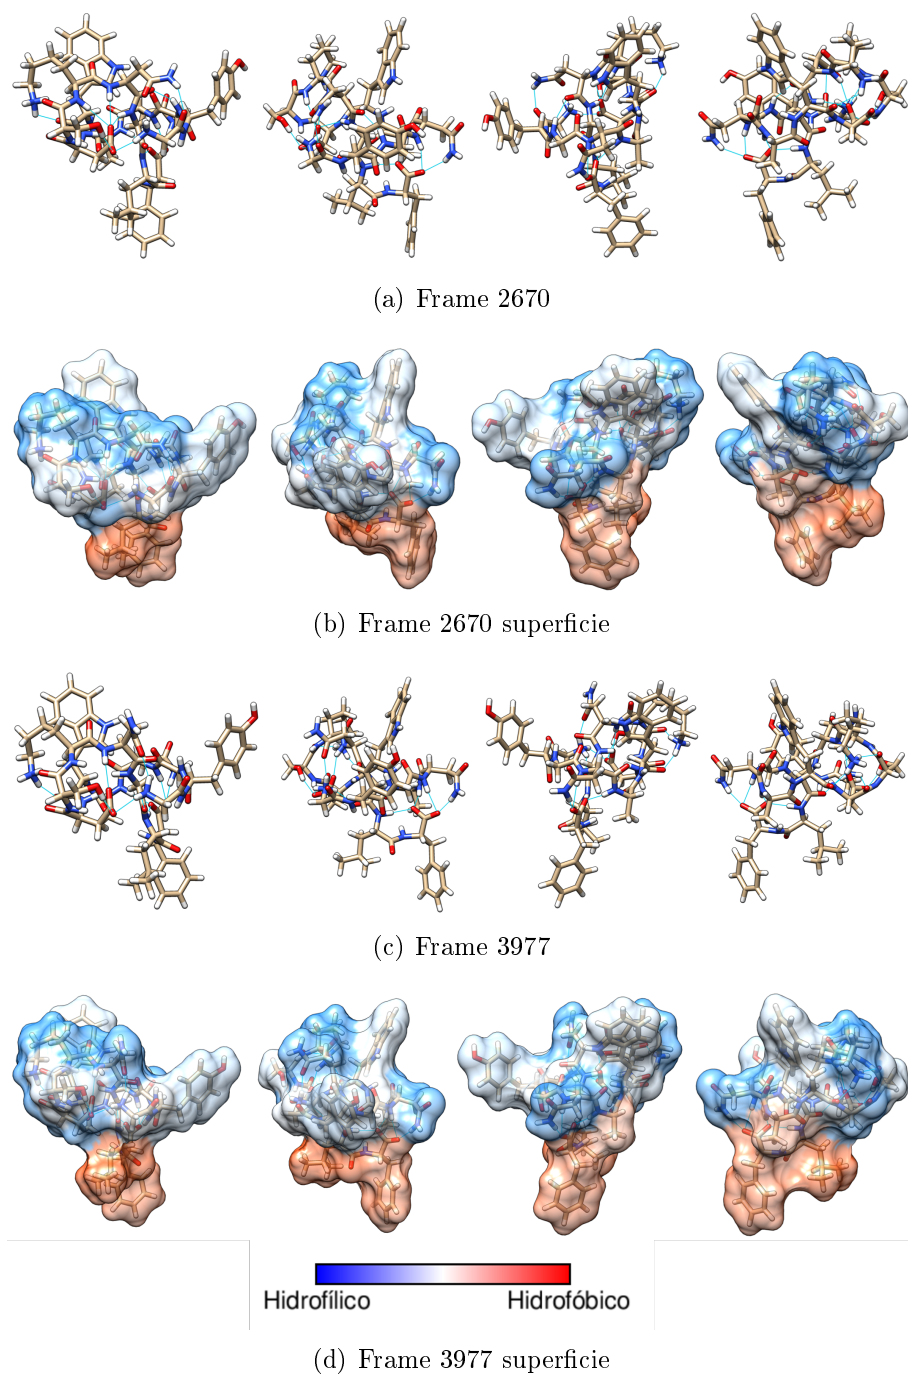 (a) Frame 2670
(b) Frame 2670 superficie
(c) Frame 3977
Hidrofílico Hidrofóbico
(d) Frame 3977 superficie